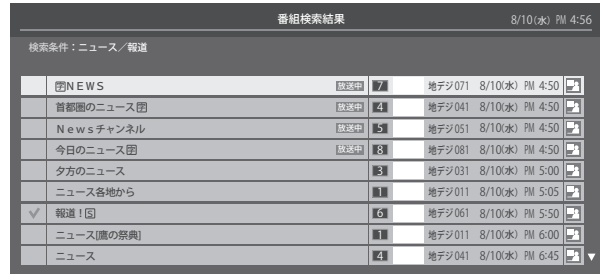 番組検索結果 8/10(水) PM 4:56
検索条件：ニュース／報道
字NEWS 放送中 7 地デジ071 8/10(水) PM 4:50
首都圏のニュース字 放送中 4 地デジ041 8/10(水) PM 4:50
Newsチャンネル 放送中 5 地デジ051 8/10(水) PM 4:50
今日のニュース字 放送中 8 地デジ081 8/10(水) PM 4:50
夕方のニュース 3 地デジ031 8/10(水) PM 5:00
ニュース各地から 1 地デジ011 8/10(水) PM 5:05
報道！S 6 地デジ061 8/10(水) PM 5:50
ニュース[鷹の祭典] 1 地デジ011 8/10(水) PM 6:00
ニュース 4 地デジ041 8/10(水) PM 6:45